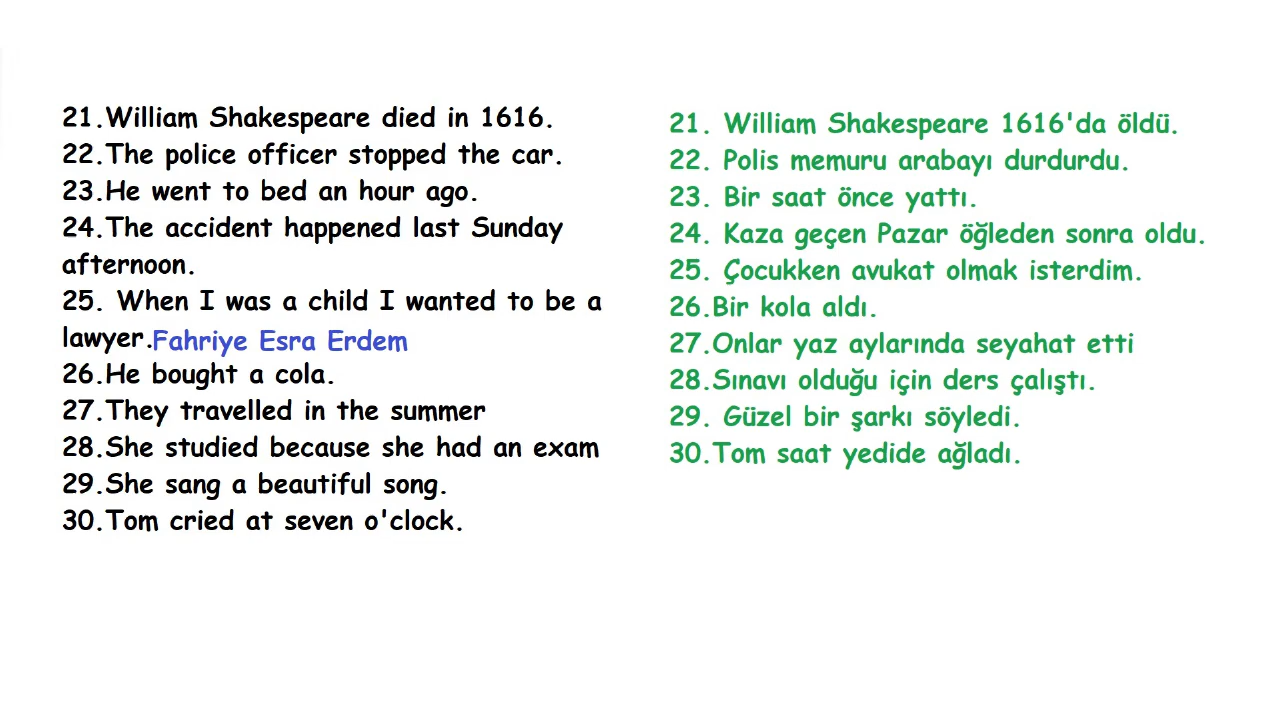 21.William Shakespeare died in 1616.
22.The police officer stopped the car.
23.He went to bed an hour ago.
24.The accident happened last Sunday
afternoon.
25. When I was a child I wanted to be a
lawyer.Fahriye Esra Erdem
26.He bought a cola.
27.They travelled in the summer
28.She studied because she had an exam
29.She sang a beautiful song.
30.Tom cried at seven o'clock.
21. William Shakespeare 1616'da öldü.
22. Polis memuru arabayı durdurdu.
23. Bir saat önce yattı.
24. Kaza geçen Pazar öğleden sonra oldu.
25. Çocukken avukat olmak isterdim.
26.Bir kola aldı.
27.Onlar yaz aylarında seyahat etti
28.Sınavı olduğu için ders çalıştı.
29. Güzel bir şarkı söyledi.
30.Tom saat yedide ağladı.